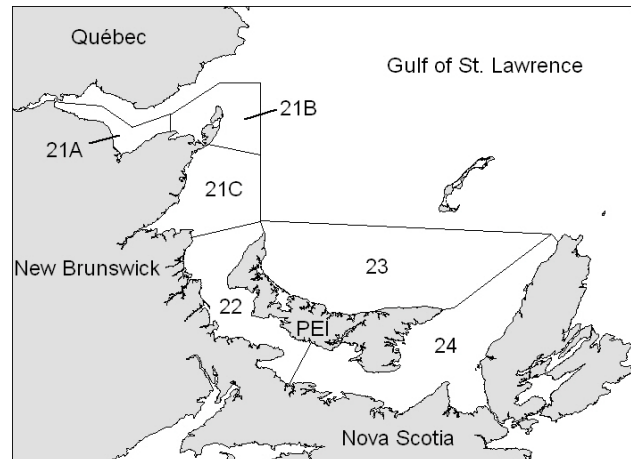 Québec
Gulf of St. Lawrence
21B
21A
21C
New Brunswick
23
22
PEI
24
Nova Scotia